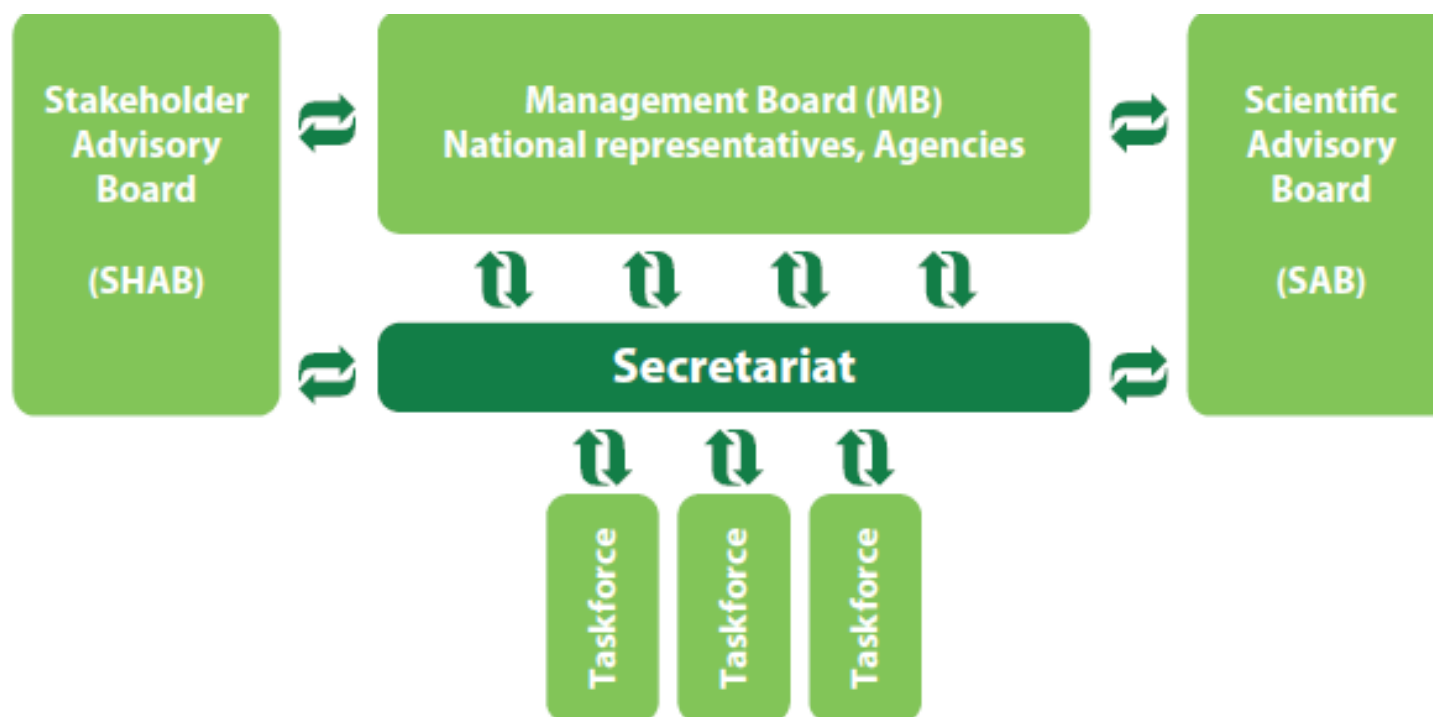 Stakeholder
Advisory
Board
(SHAB)
Management Board (MB)
National representatives, Agencies
Scientific
Advisory
Board
(SAB)
Secretariat
Taskforce
Taskforce
Taskforce